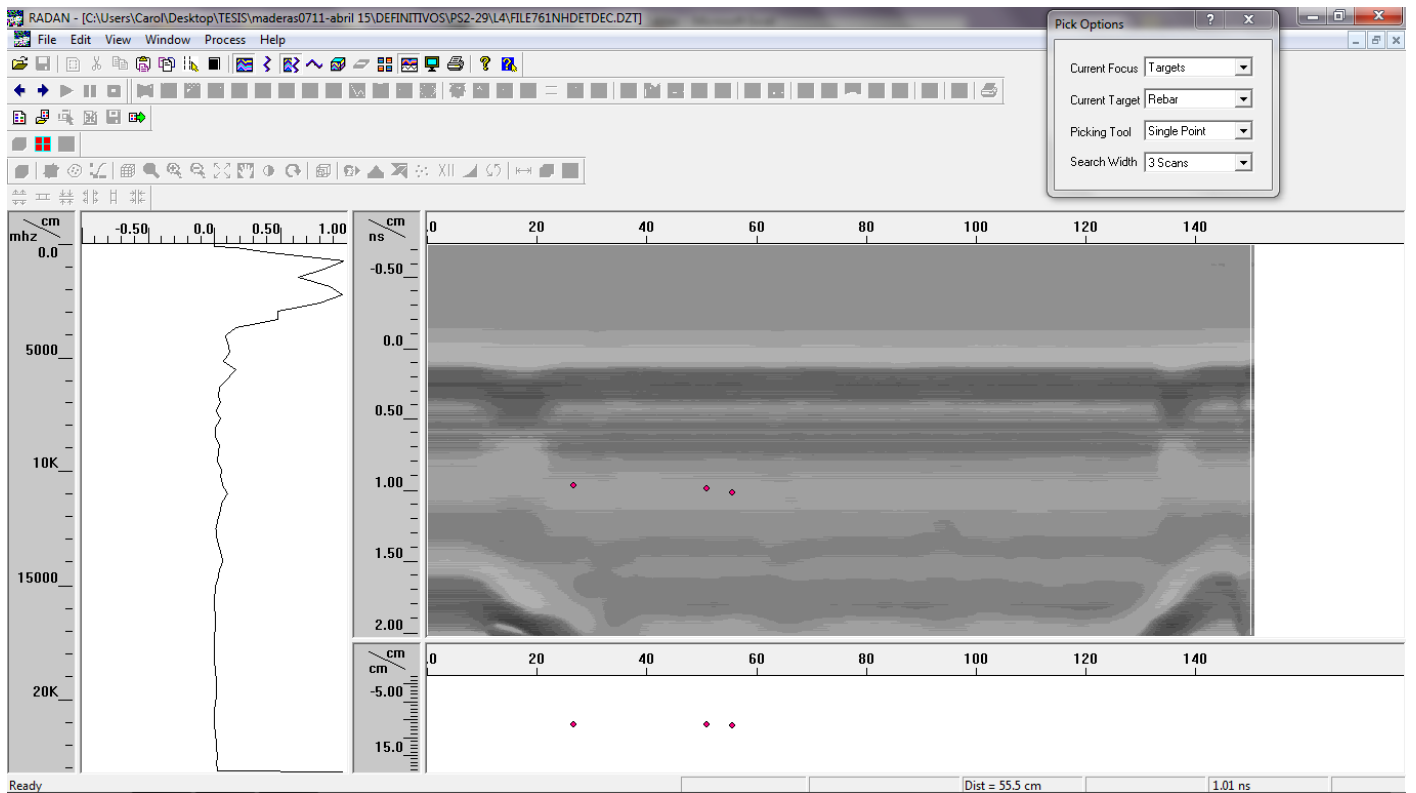 RADAN - [C:\Users\Carol\Desktop\TESIS\maderas0711-abril 15\DEFINITIVOS\PS2-29\L4\FILE761NHDETDEC.DZT]
File Edit View Window Process Help
Pick Options
Current Focus Targets
Current Target Rebar
Picking Tool Single Point
Search Width 3 Scans
XII
cm
mhz
-0.50 0.0 0.50 1.00
cm
ns
.0 20 40 60 80 100 120 140
0.0
5000
10K
15000
20K
-0.50
0.0
0.50
1.00
1.50
2.00
cm
cm
.0 20 40 60 80 100 120 140
-5.00
15.0
Ready Dist = 55.5 cm 1.01 ns